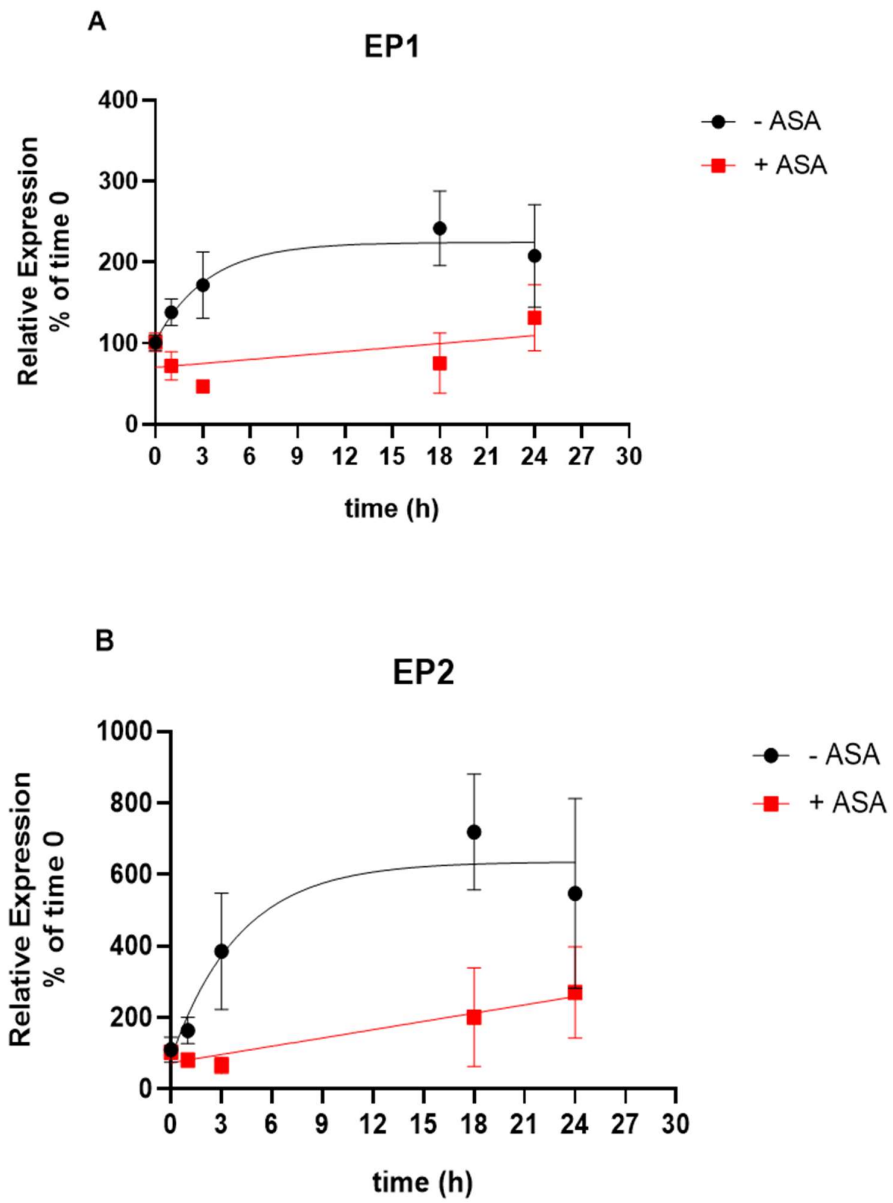 A
EP1
400
300
200
100
0
Relative Expression
% of time 0
0 3 6 9 12 15 18 21 24 27 30
time (h)
- ASA
+ ASA
B
EP2
1000
800
600
400
200
0
Relative Expression
% of time 0
0 3 6 9 12 15 18 21 24 27 30
time (h)
- ASA
+ ASA